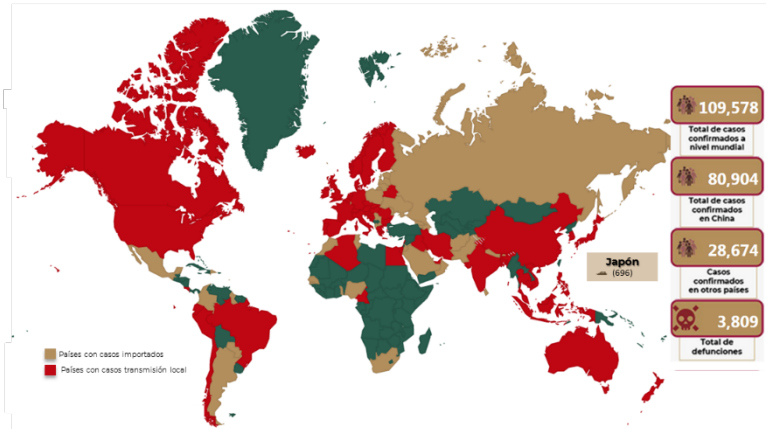 109,578
Total de casos
confirmados a
nivel mundial
80,904
Total de casos
confirmados
en China
28,674
Casos
confirmados
en otros países
3,809
Total de
defunciones
Japón
(696)
Países con casos importados
Países con casos transmisión local